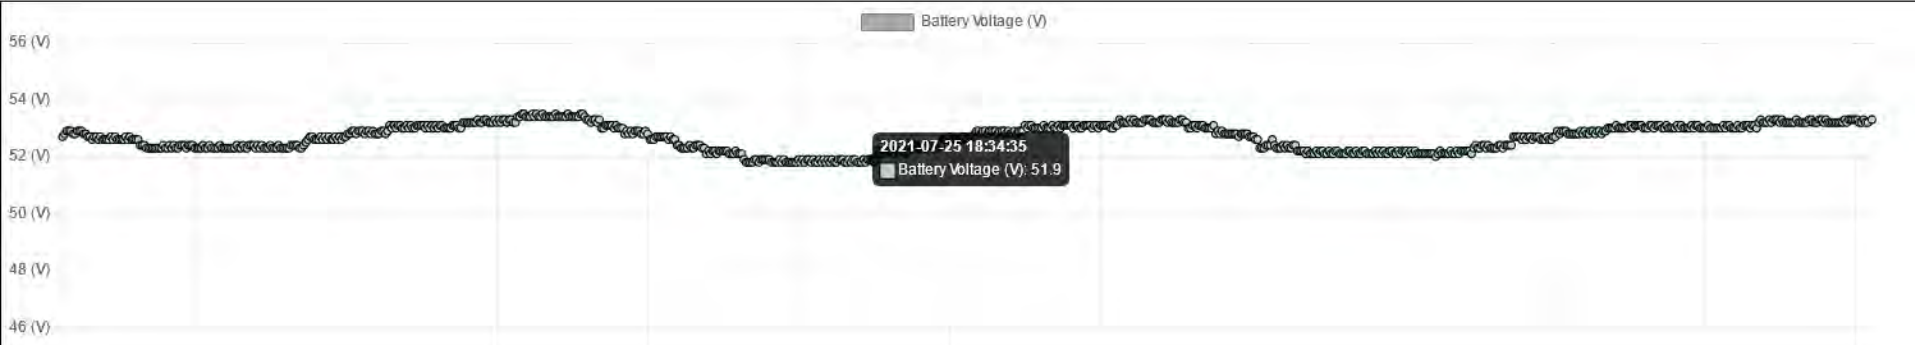 Battery Voltage (V)
56 (V)
54 (V)
52 (V)
2021-07-25 18:34:35
Battery Voltage (V): 51.9
50 (V)
48 (V)
46 (V)